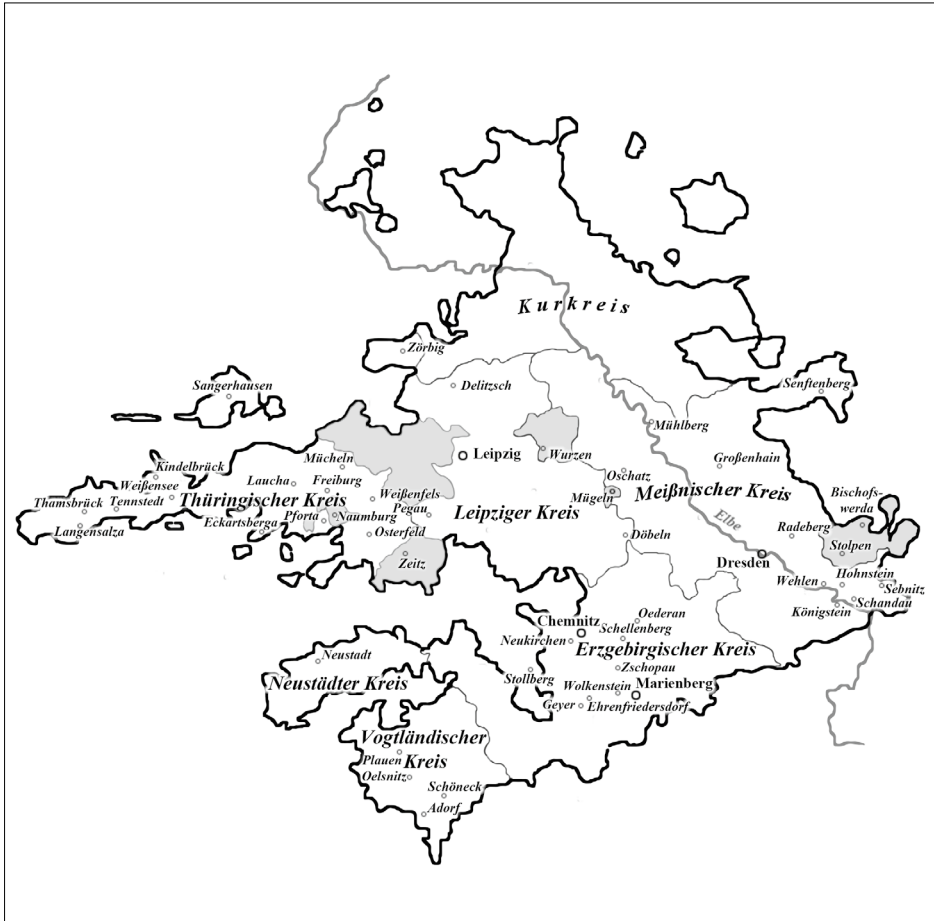 Kurkreis
Zörbig
Delitzsch
Sangerhausen
Senftenberg
Mühlberg
Leipzig
Wurzen
Großenhain
Mücheln
Kindelbrück
Oschatz
Laucha
Freiburg
Weißensee
Thüringischer Kreis
Weißenfels
Mügeln
Meißnischer Kreis
Bischofs-
werda
Thamsbrück
Tennstedt
Pegau
Leipziger Kreis
Eckartsberga
Pforta
Naumburg
Elbe
Radeberg
Langensalza
Osterfeld
Döbeln
Stolpen
Zeitz
Dresden
Hohnstein
Wehlen
Sebnitz
Schandau
Königstein
Oederan
Chemnitz
Schellenberg
Neukirchen
Erzgebirgischer Kreis
Neustadt
Zschopau
Stollberg
Neustädter Kreis
Wolkenstein
Marienberg
Geyer
Ehrenfriedersdorf
Vogtländischer
Kreis
Plauen
Oelsnitz
Schöneck
Adorf